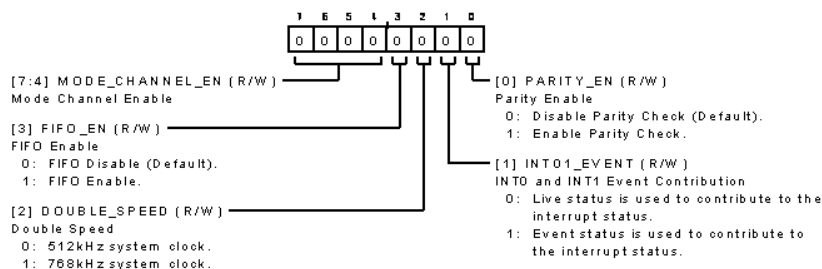 7 6 5 4 3 2 1 0
0 0 0 0 0 0 0 0
[7:4] MODE_CHANNEL_EN (R/W)
Mode Channel Enable
[3] FIFO_EN (R/W)
FIFO Enable
0: FIFO Disable (Default).
1: FIFO Enable.
[2] DOUBLE_SPEED (R/W)
Double Speed
0: 512kHz system clock.
1: 768kHz system clock.
[0] PARITY_EN (R/W)
Parity Enable
0: Disable Parity Check (Default).
1: Enable Parity Check.
[1] INT01_EVENT (R/W)
INT0 and INT1 Event Contribution
0: Live status is used to contribute to the
interrupt status.
1: Event status is used to contribute to
the interrupt status.